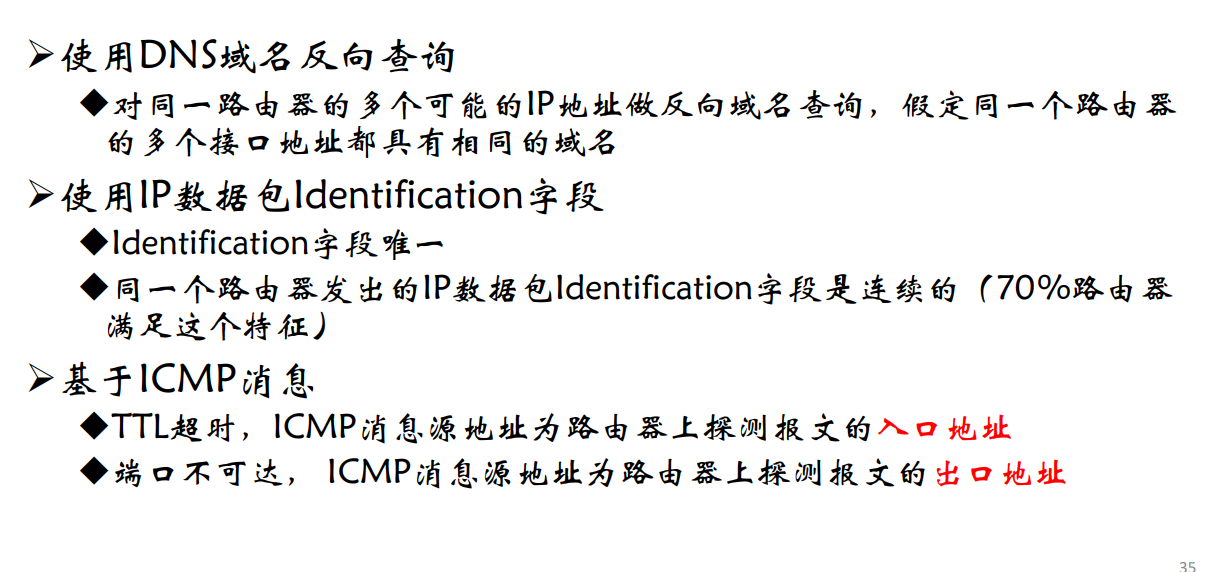 ➢使用DNS域名反向查询
◆对同一路由器的多个可能的IP地址做反向域名查询，假定同一个路由器
的多个接口地址都具有相同的域名
➢使用IP数据包Identification字段
◆Identification字段唯一
◆同一个路由器发出的IP数据包Identification字段是连续的（70%路由器
满足这个特征）
➢基于ICMP消息
◆TTL超时，ICMP消息源地址为路由器上探测报文的入口地址
◆端口不可达， ICMP消息源地址为路由器上探测报文的出口地址
35